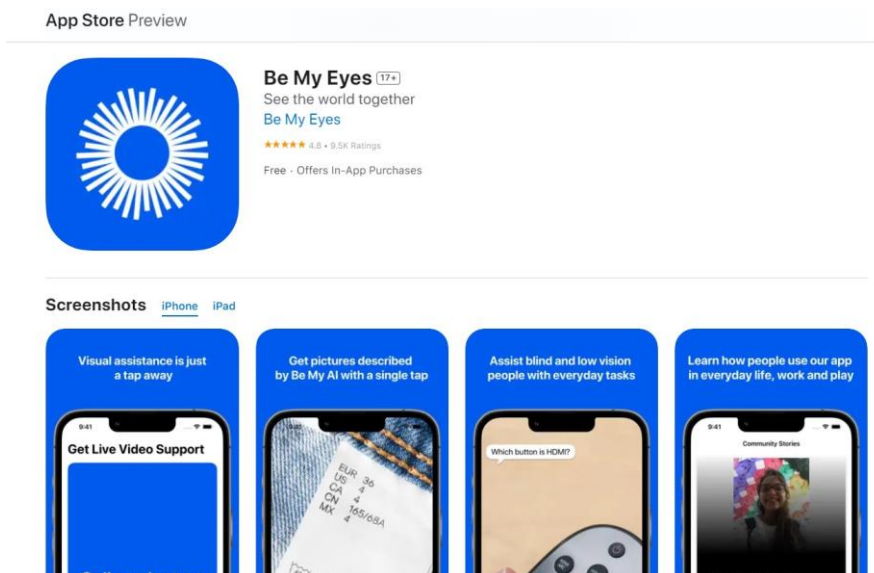 App Store Preview
Be My Eyes 17+
See the world together
Be My Eyes
★★★★★ 4.8 • 9.5K Ratings
Free · Offers In-App Purchases
Screenshots iPhone iPad
Visual assistance is just
a tap away
9:41
Get Live Video Support
Get pictures described
by Be My AI with a single tap
9:41
EUR 36
US 4
CA 4
CN 165/68A
MX 4
Assist blind and low vision
people with everyday tasks
Which button is HDMI?
Learn how people use our app
in everyday life, work and play
9:41
Community Stories